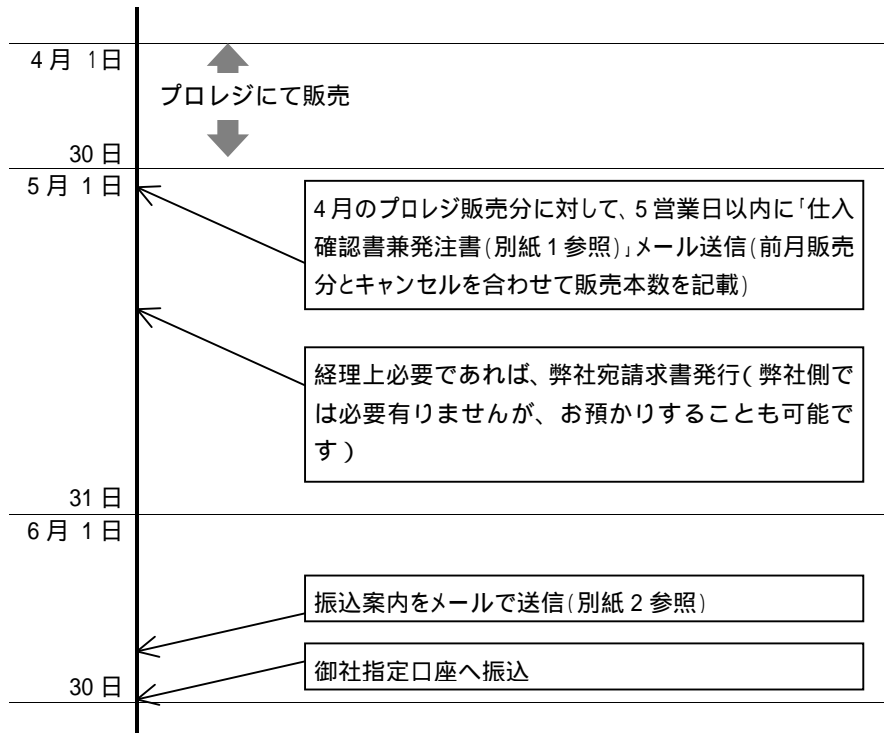 4月 1日
プロレジにて販売
30日
5月 1日
4月のプロレジ販売分に対して、5営業日以内に「仕入
確認書兼発注書(別紙1参照)」メール送信(前月販売
分とキャンセルを合わせて販売本数を記載)
経理上必要であれば、弊社宛請求書発行(弊社側で
は必要有りませんが、お預かりすることも可能で
す)
31日
6月 1日
振込案内をメールで送信(別紙2参照)
御社指定口座へ振込
30日